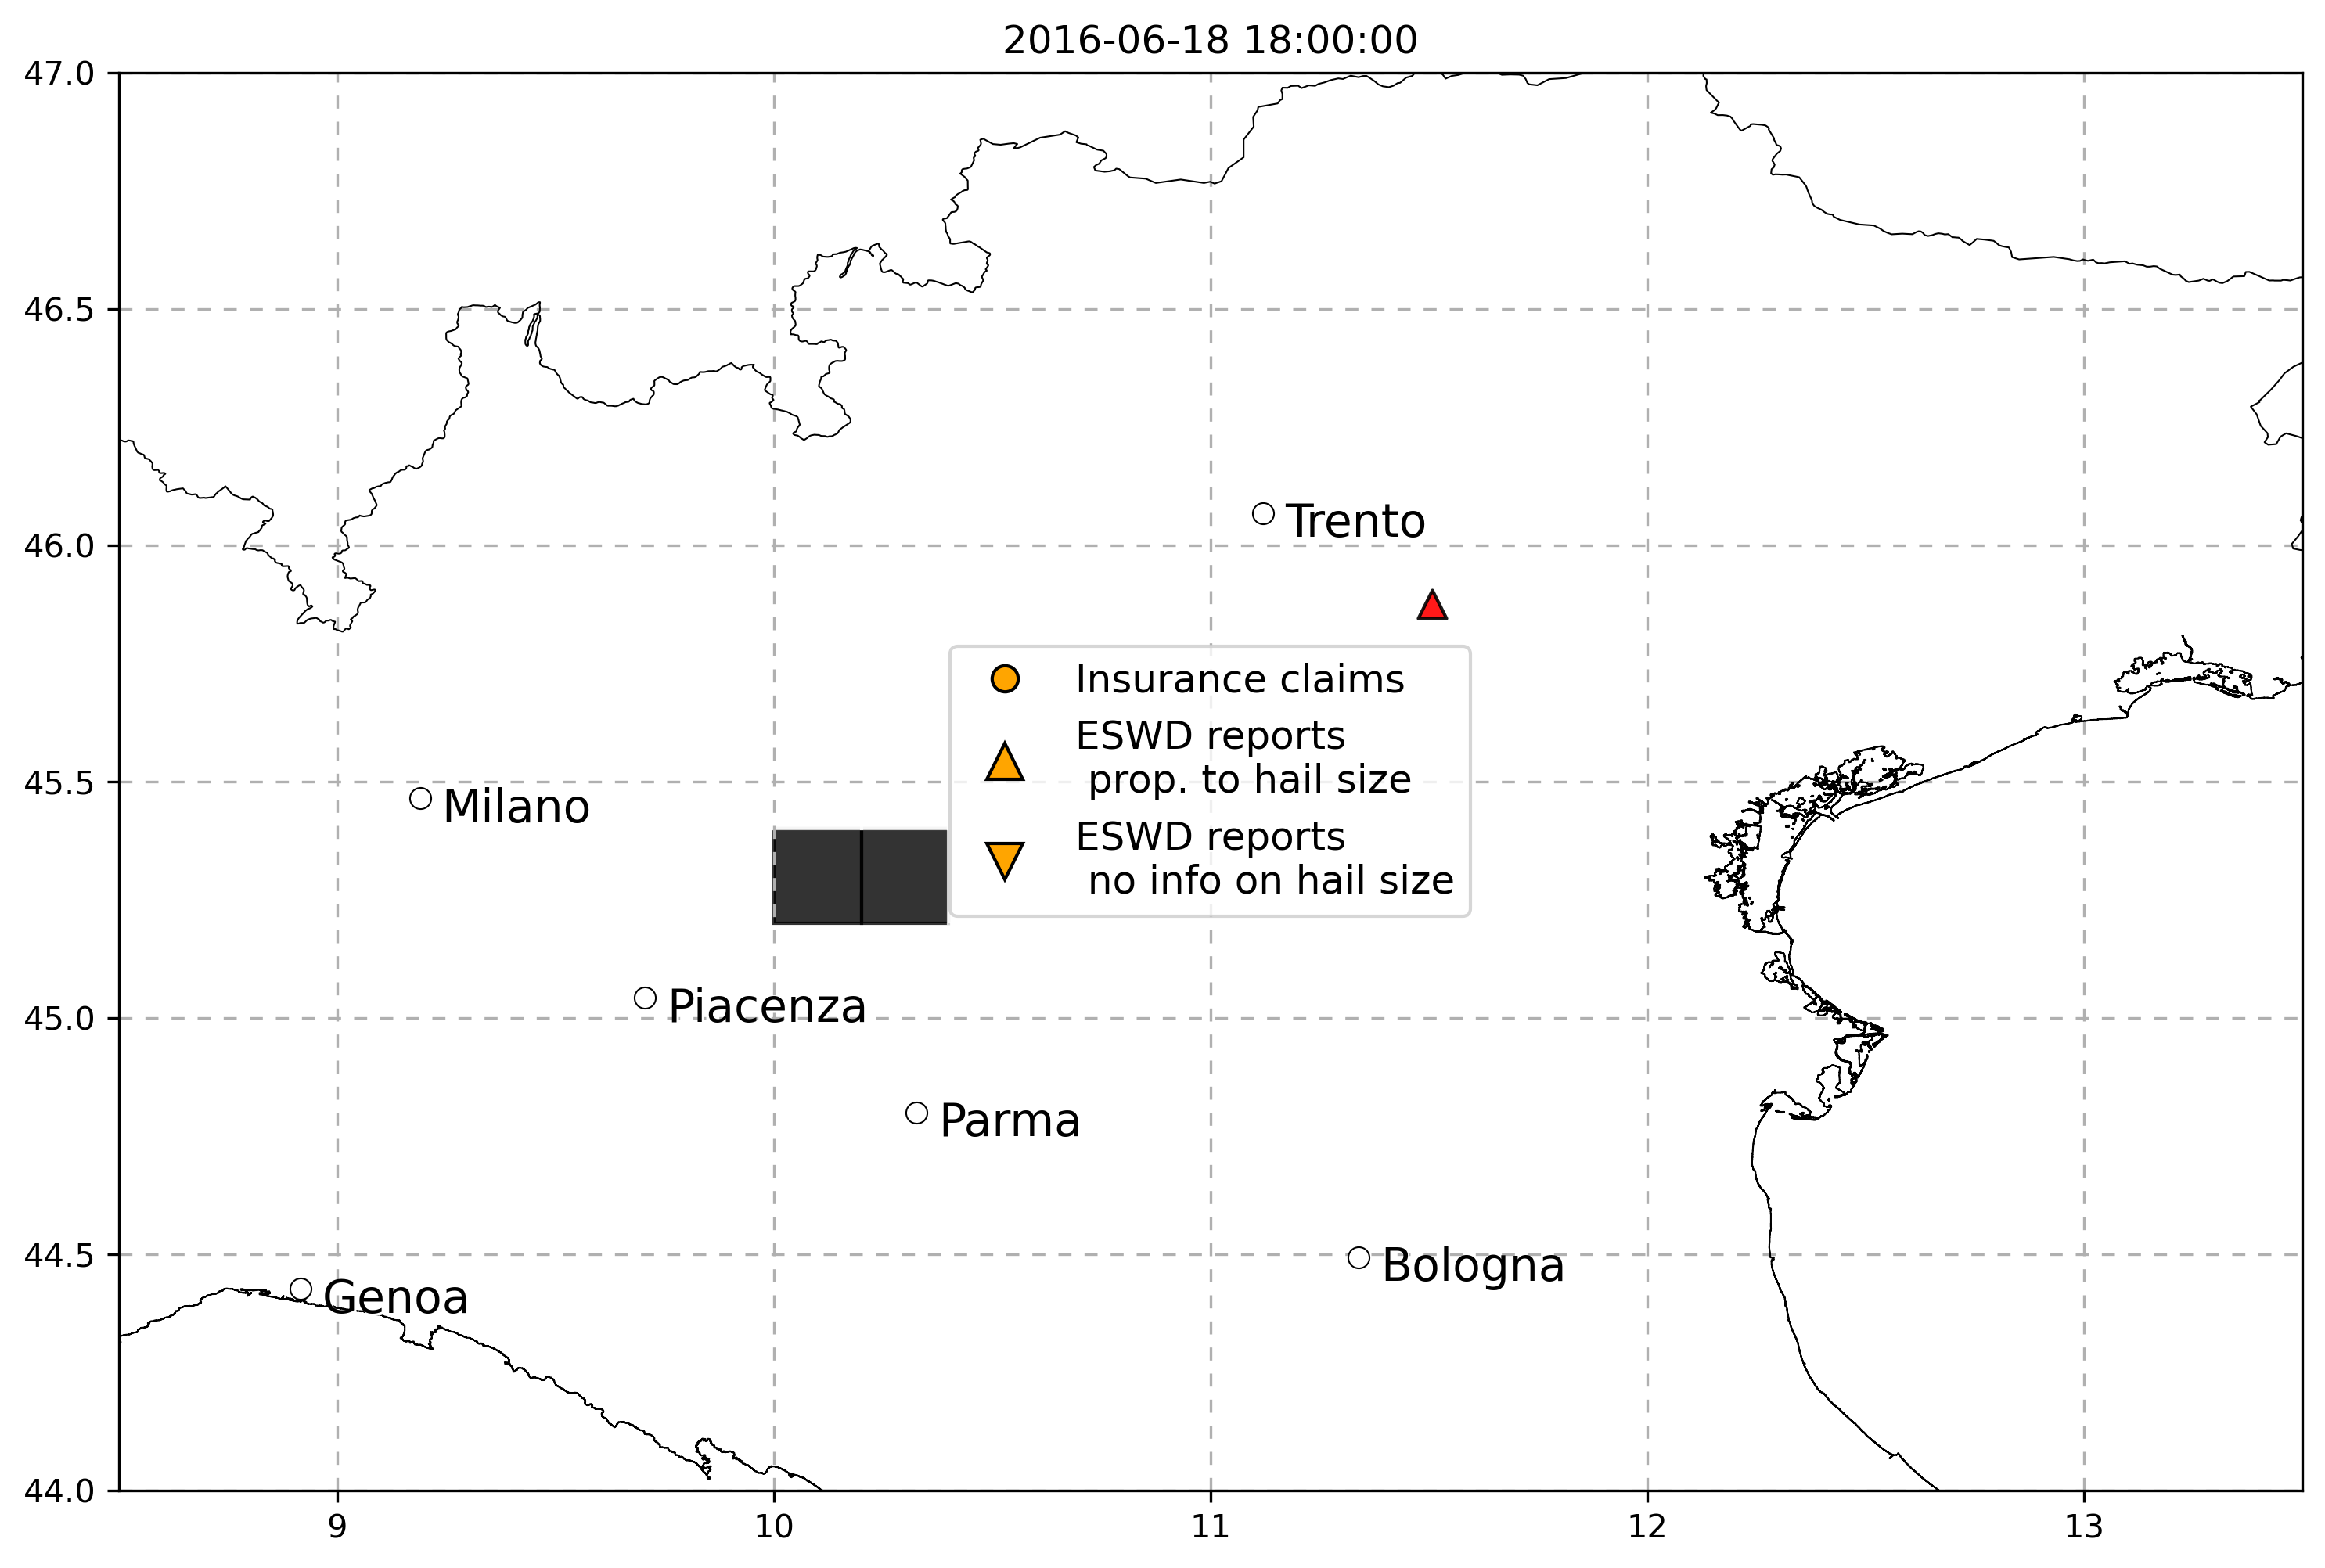 2016-06-18 18:00:00
47.0
46.5
46.0
45.5
45.0
44.5
44.0
Trento
Insurance claims
ESWD reports
prop. to hail size
ESWD reports
no info on hail size
Milano
Piacenza
Parma
Bologna
Genoa
9 10 11 12 13